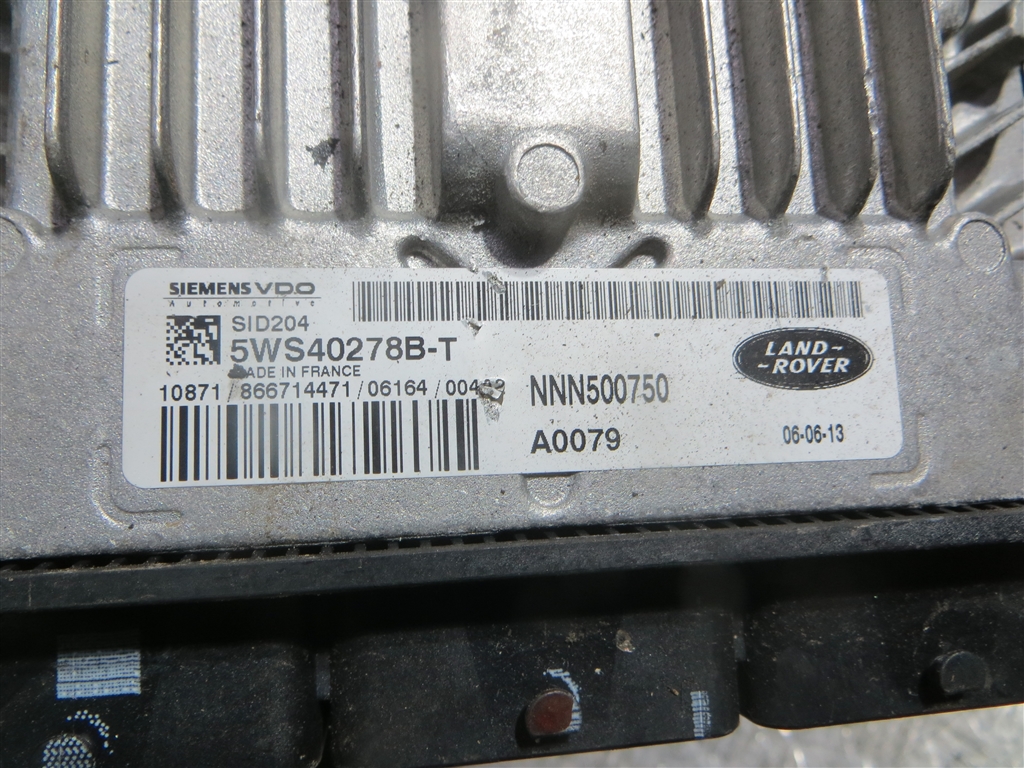 SIEMENS VDO
Automotive
SID204
5WS40278B-T
MADE IN FRANCE
10871 / 866714471 / 06164 /
NNN500750
A0079
LAND-
~ROVER
06-06-13